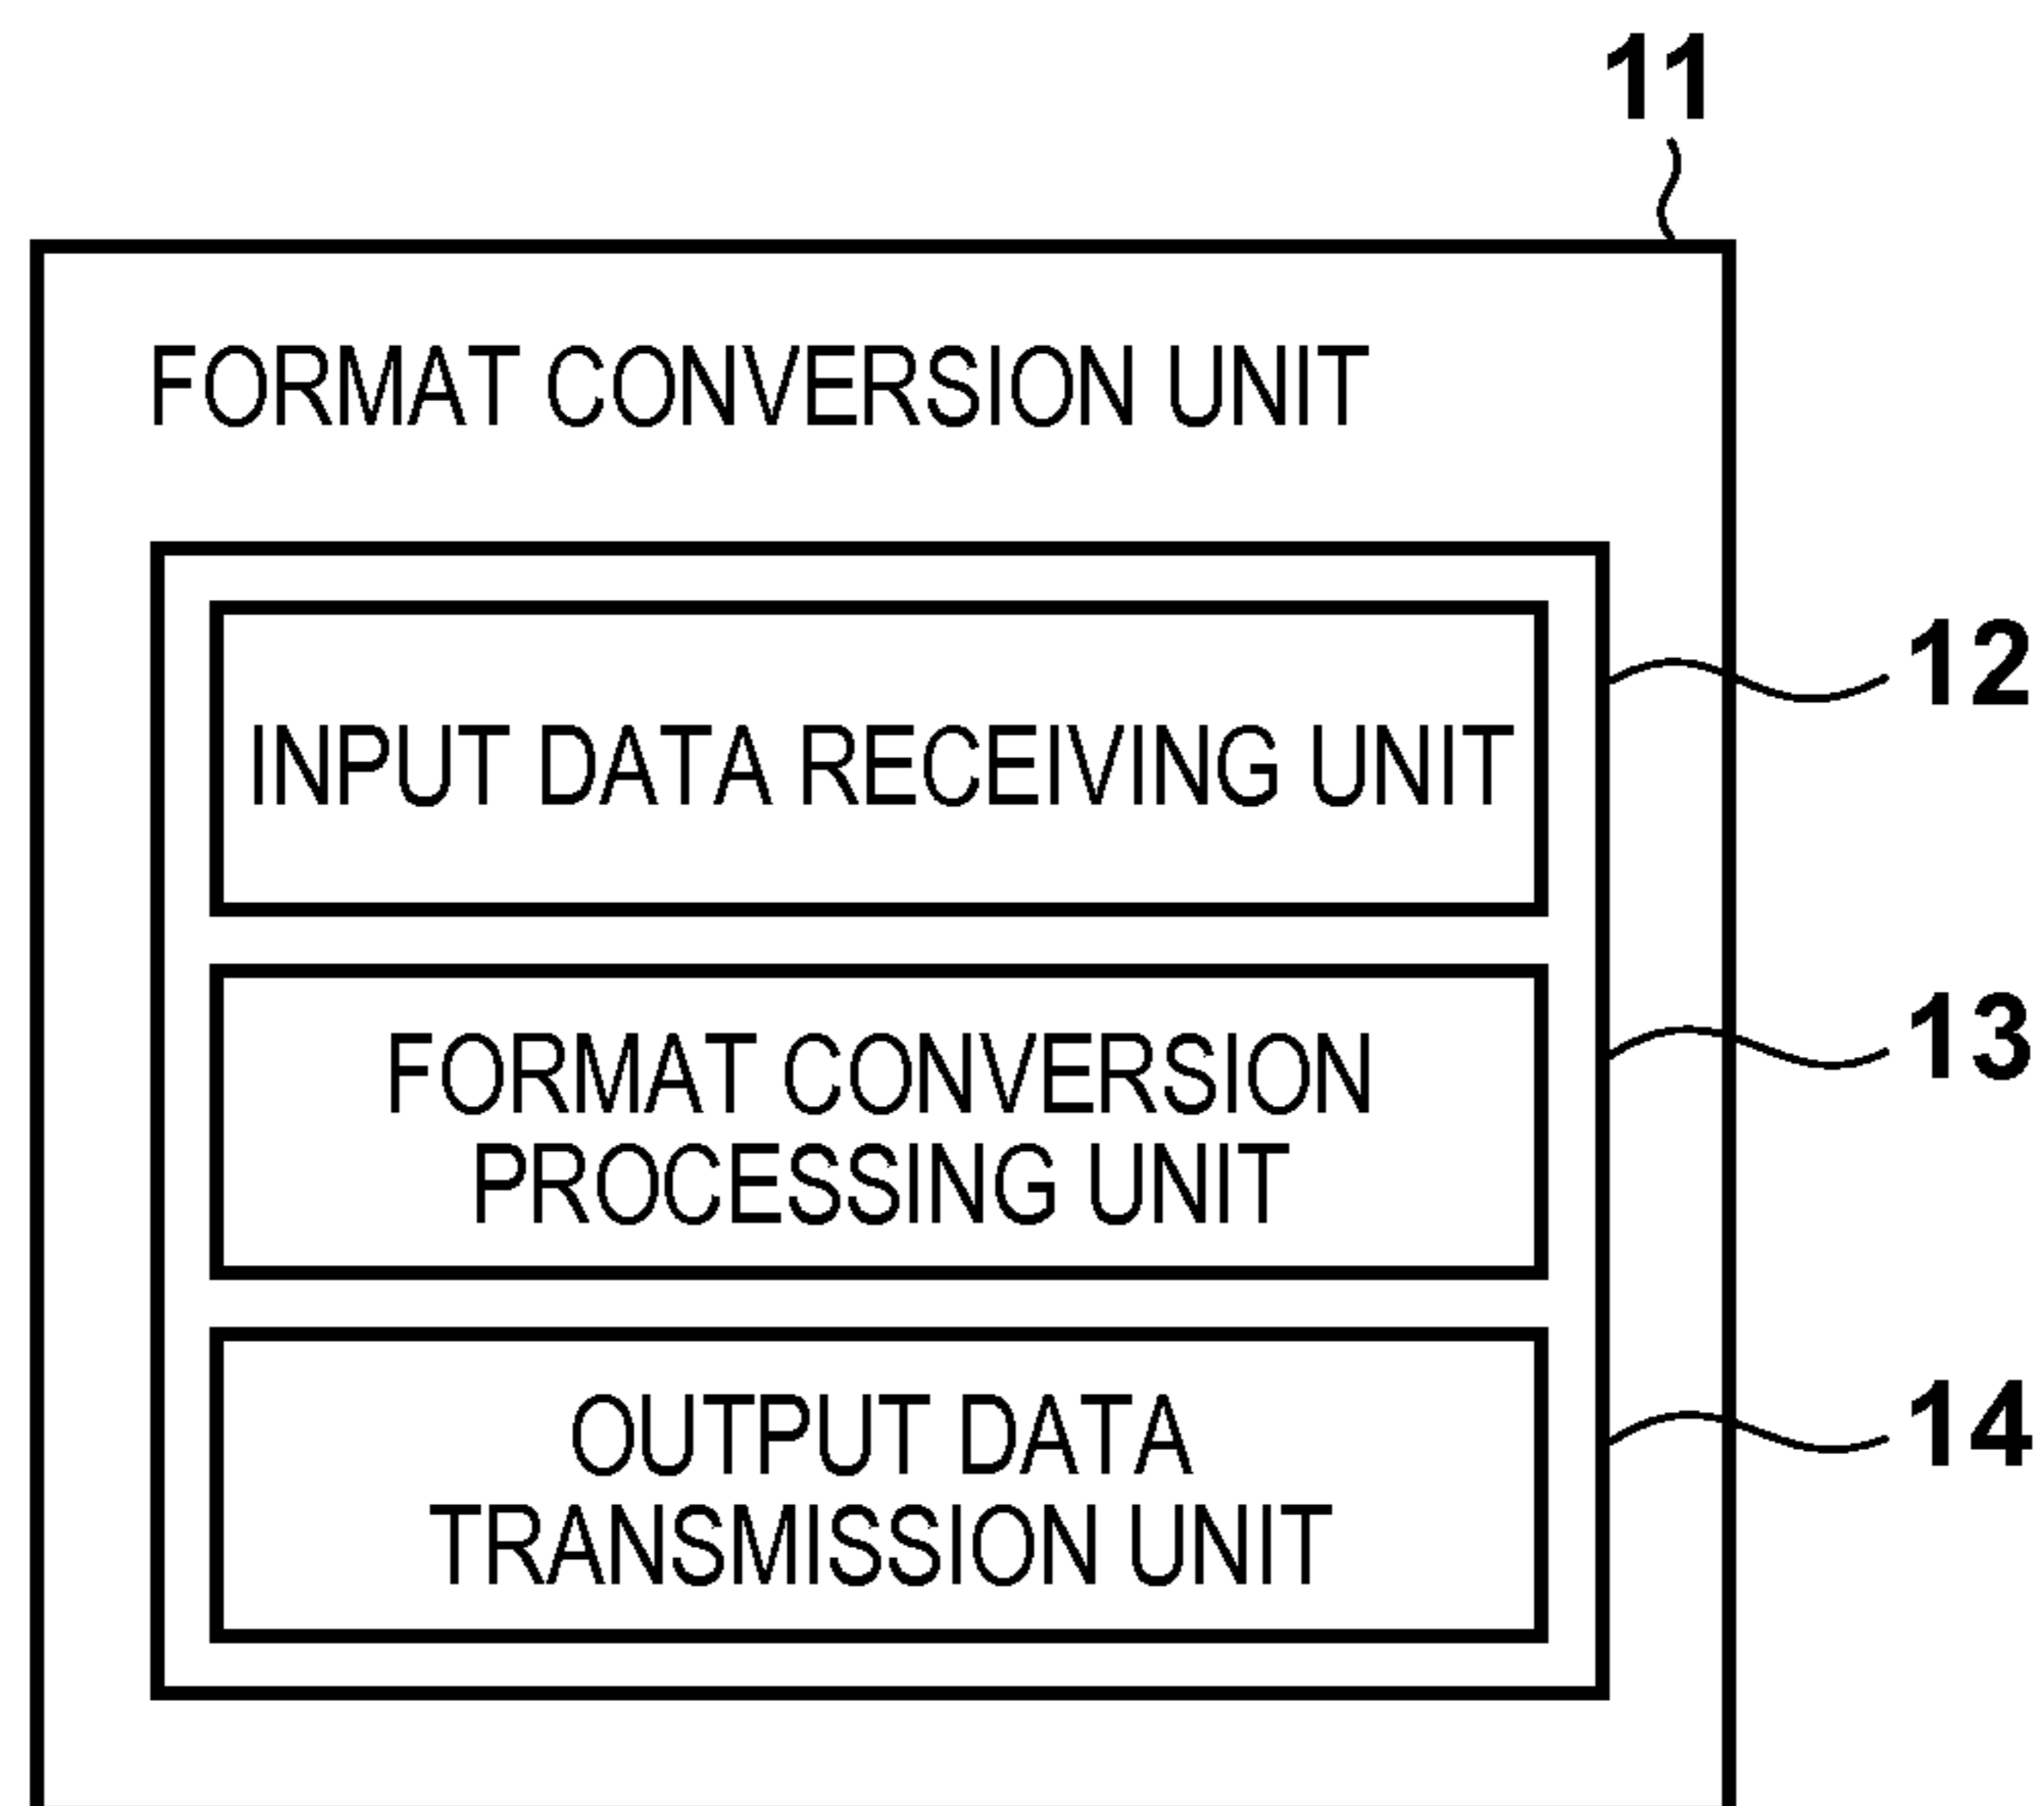 11
FORMAT CONVERSION UNIT
INPUT DATA RECEIVING UNIT
12
FORMAT CONVERSION
PROCESSING UNIT
13
OUTPUT DATA
TRANSMISSION UNIT
14